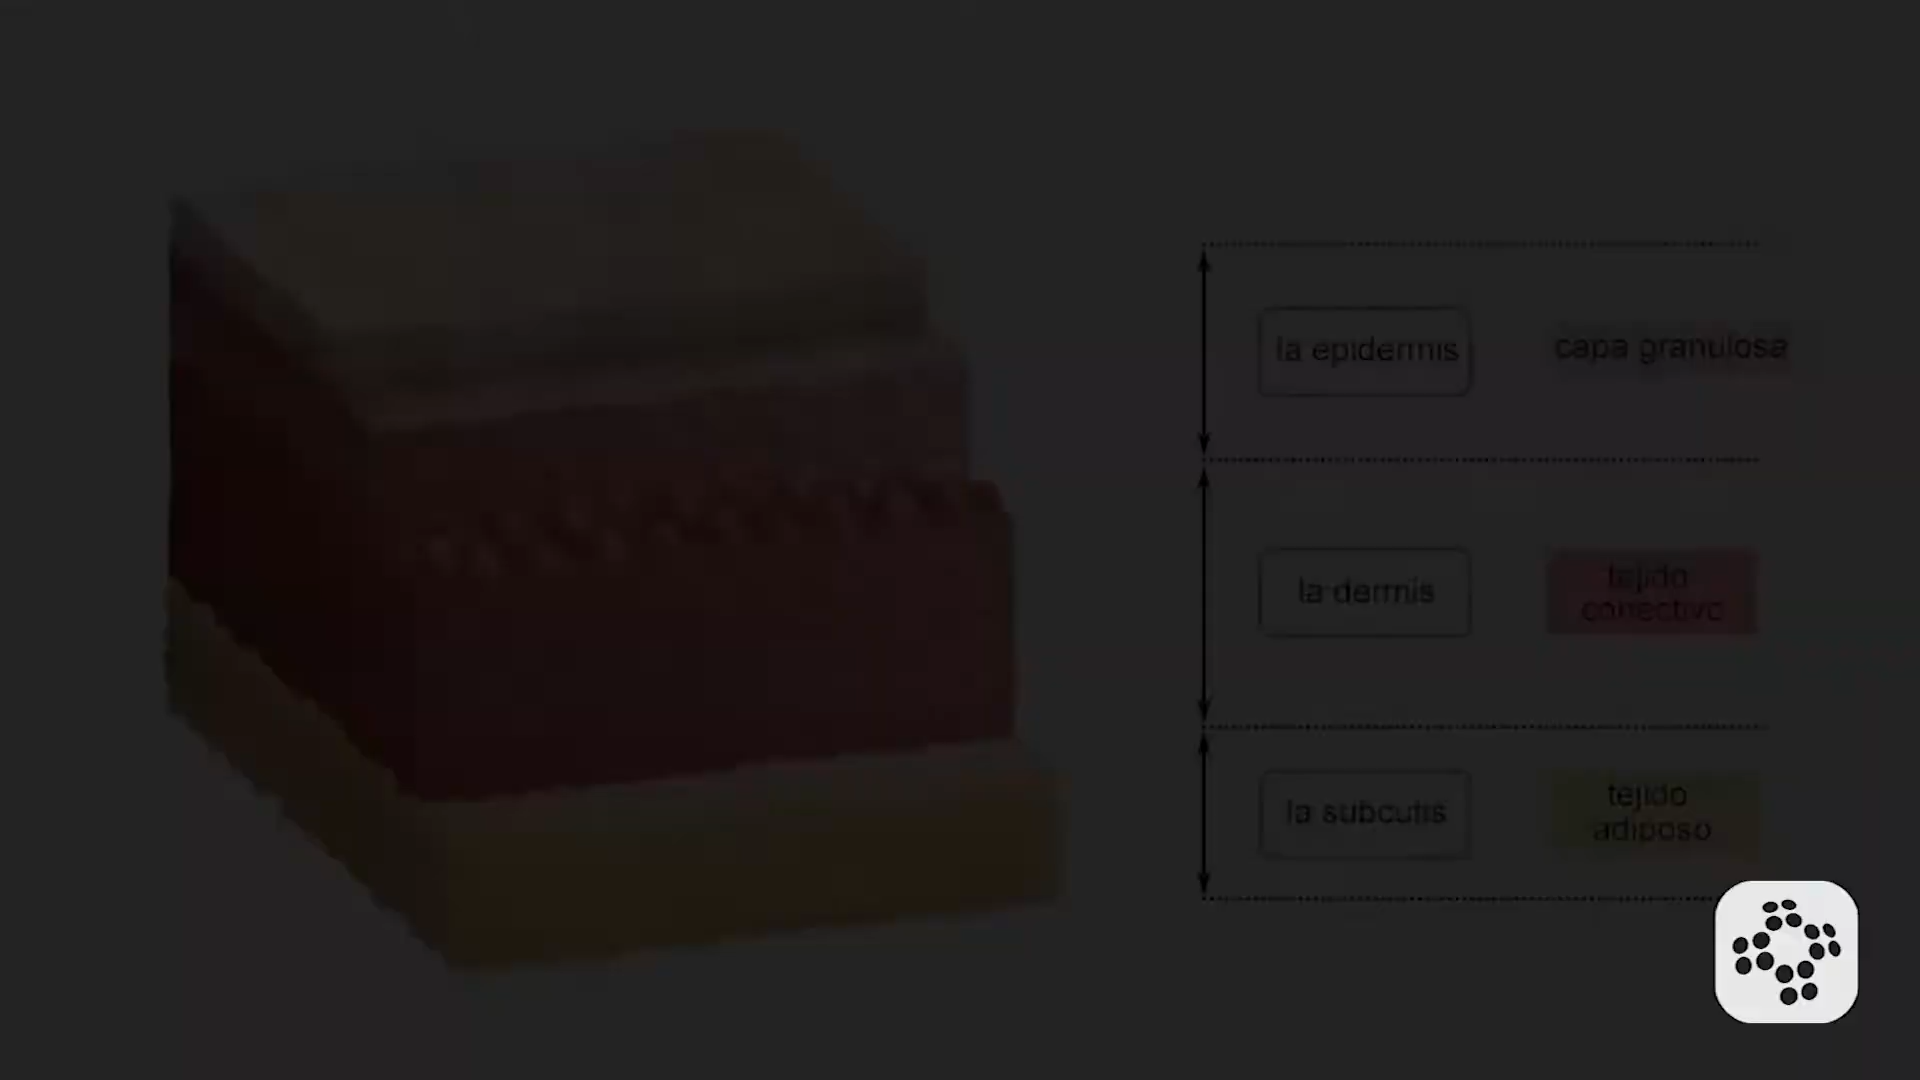 la epidermis
capa granulosa
la dermis
tejido
conectivo
la subcutis
tejido
adiposo